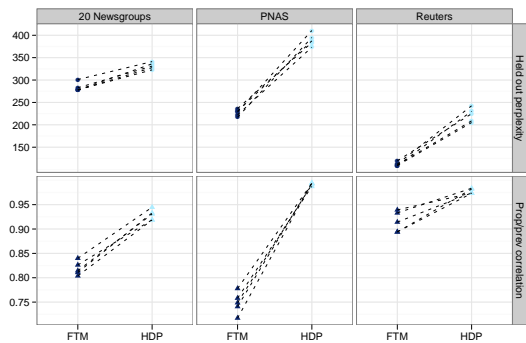 20 Newsgroups PNAS Reuters
400
350
300
250
200
150
Held out perplexity
0.95
0.90
0.85
0.80
0.75
Prop/prev correlation
FTM HDP FTM HDP FTM HDP